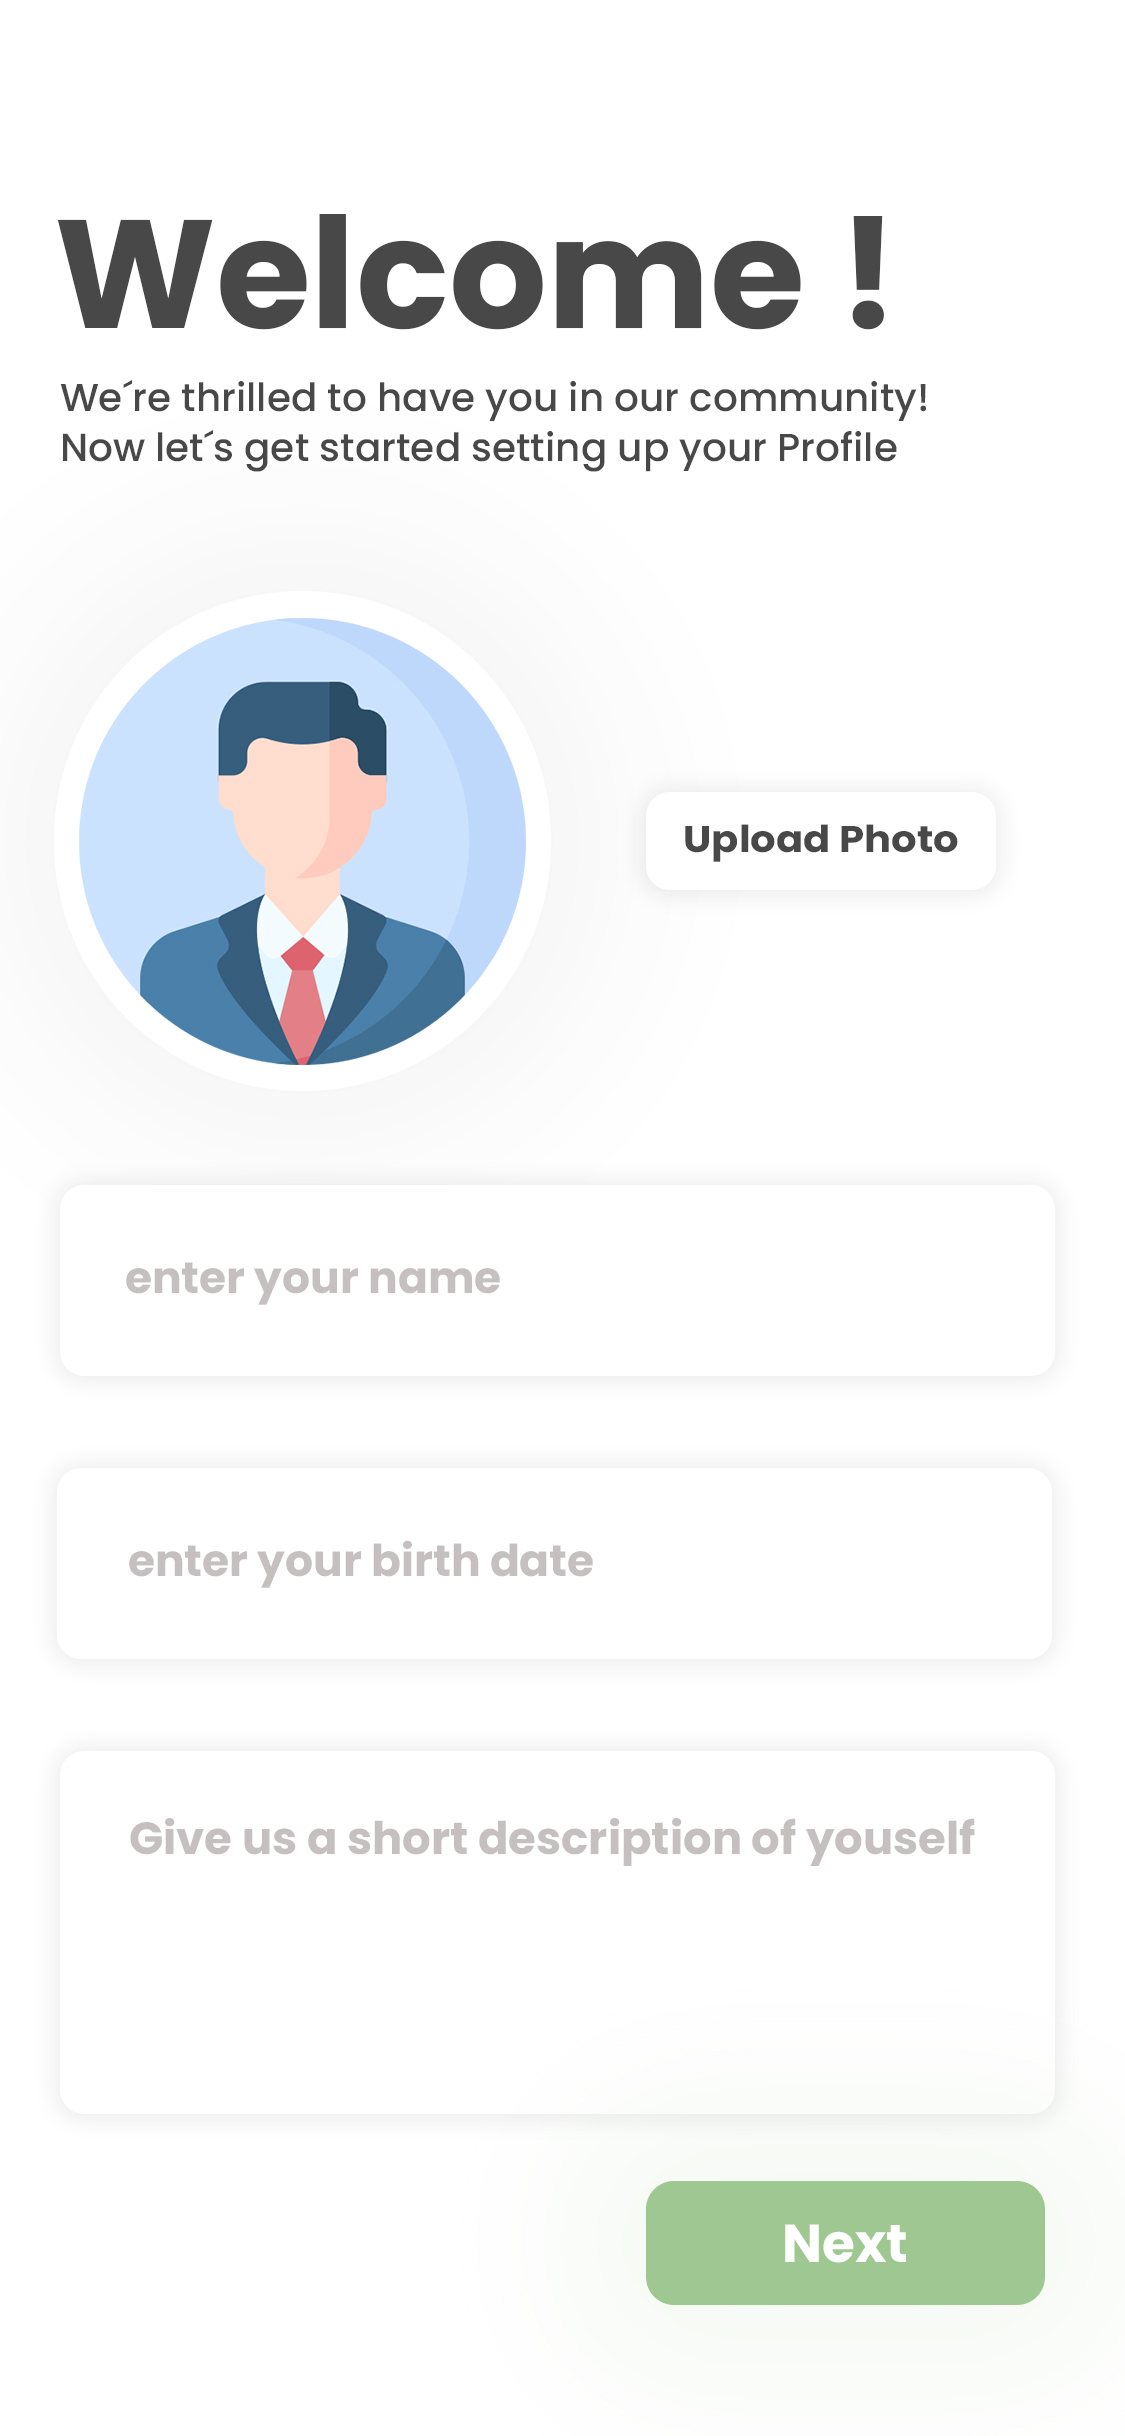 Welcome !
We´re thrilled to have you in our community!
Now let´s get started setting up your Profile
Upload Photo
enter your name
enter your birth date
Give us a short description of youself
Next